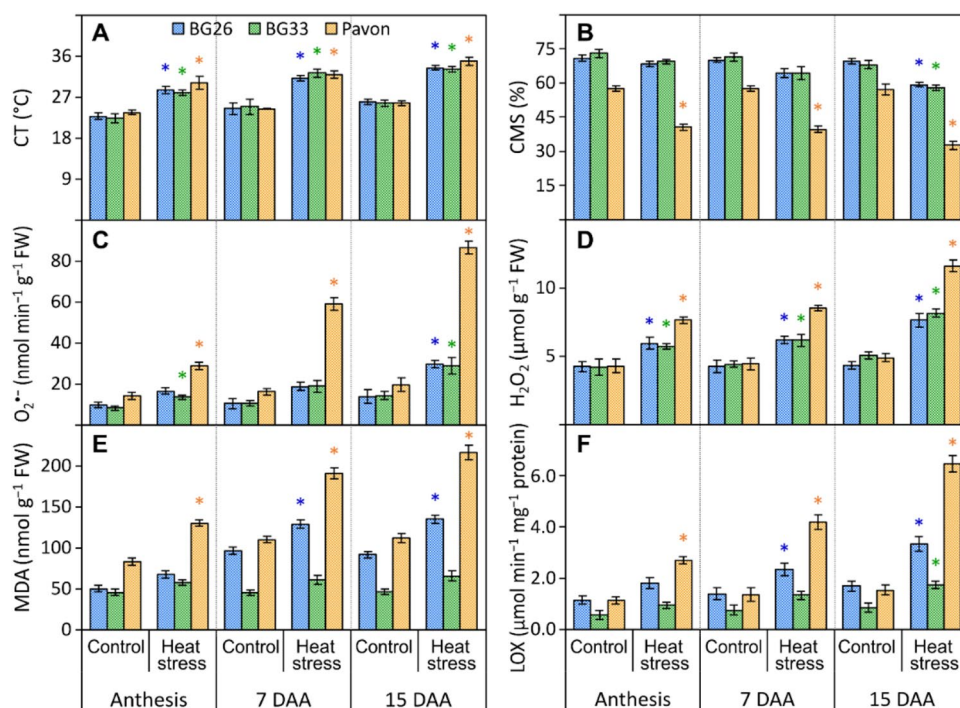 A BG26 BG33 Pavon
CT (°C)
36
27
18
9
B
CMS (%)
75
60
45
30
15
C
O₂•− (nmol min⁻¹ g⁻¹ FW)
80
60
40
20
0
D
H₂O₂ (µmol g⁻¹ FW)
10
5
0
E
MDA (nmol g⁻¹ FW)
200
150
100
50
0
F
LOX (µmol min⁻¹ mg⁻¹ protein)
6.0
4.0
2.0
0.0
Control Heat stress Control Heat stress Control Heat stress
Anthesis 7 DAA 15 DAA
Control Heat stress Control Heat stress Control Heat stress
Anthesis 7 DAA 15 DAA